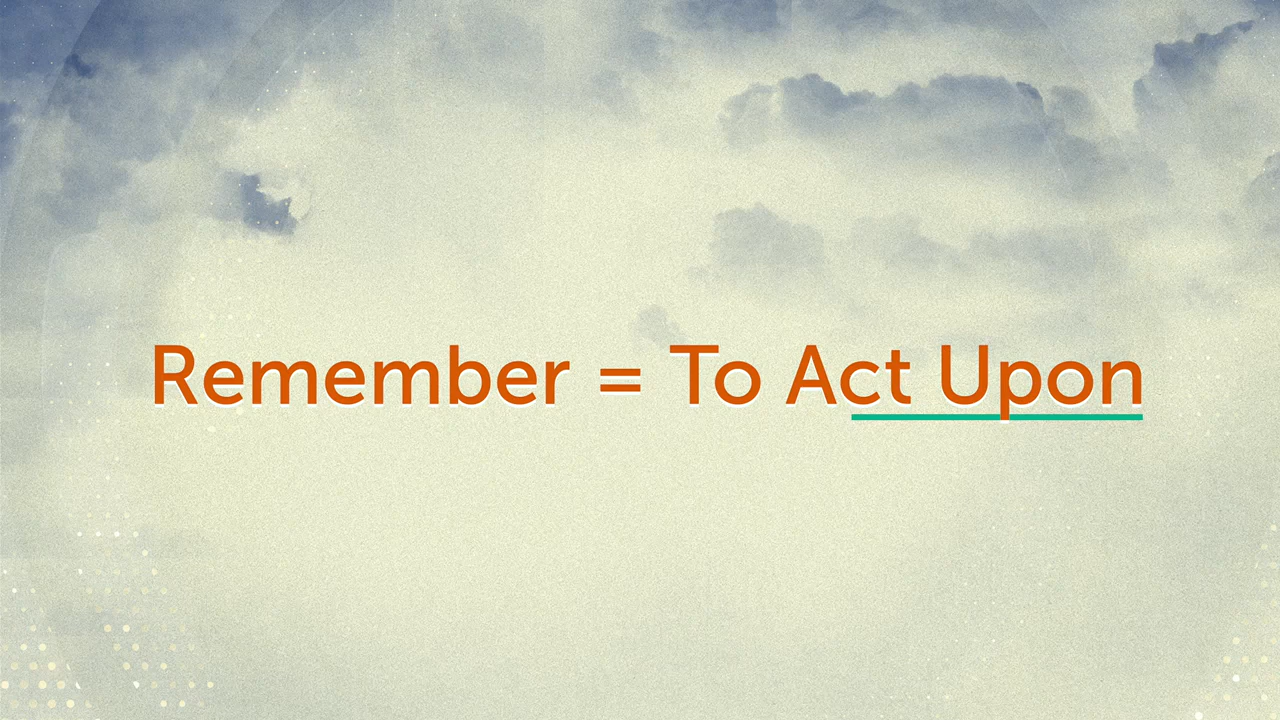 Remember = To Act Upon